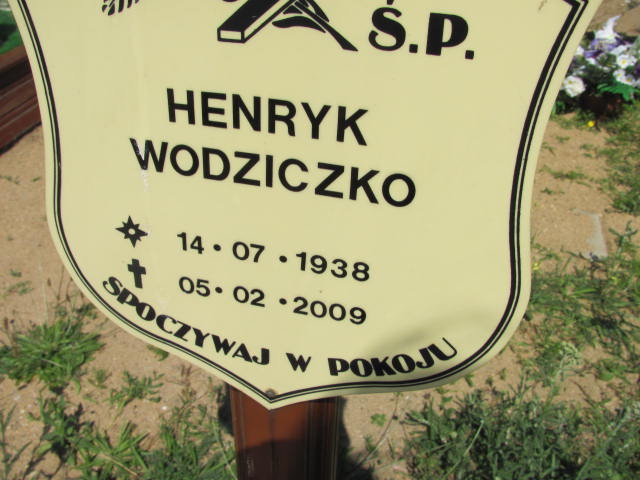 Ś.P.
HENRYK
WODZICZKO
14 • 07 • 1938
05 • 02 • 2009
SPOCZYWAJ W POKOJU